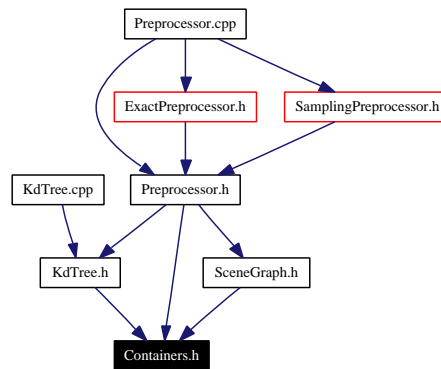 Preprocessor.cpp
ExactPreprocessor.h
SamplingPreprocessor.h
KdTree.cpp
Preprocessor.h
KdTree.h
SceneGraph.h
Containers.h